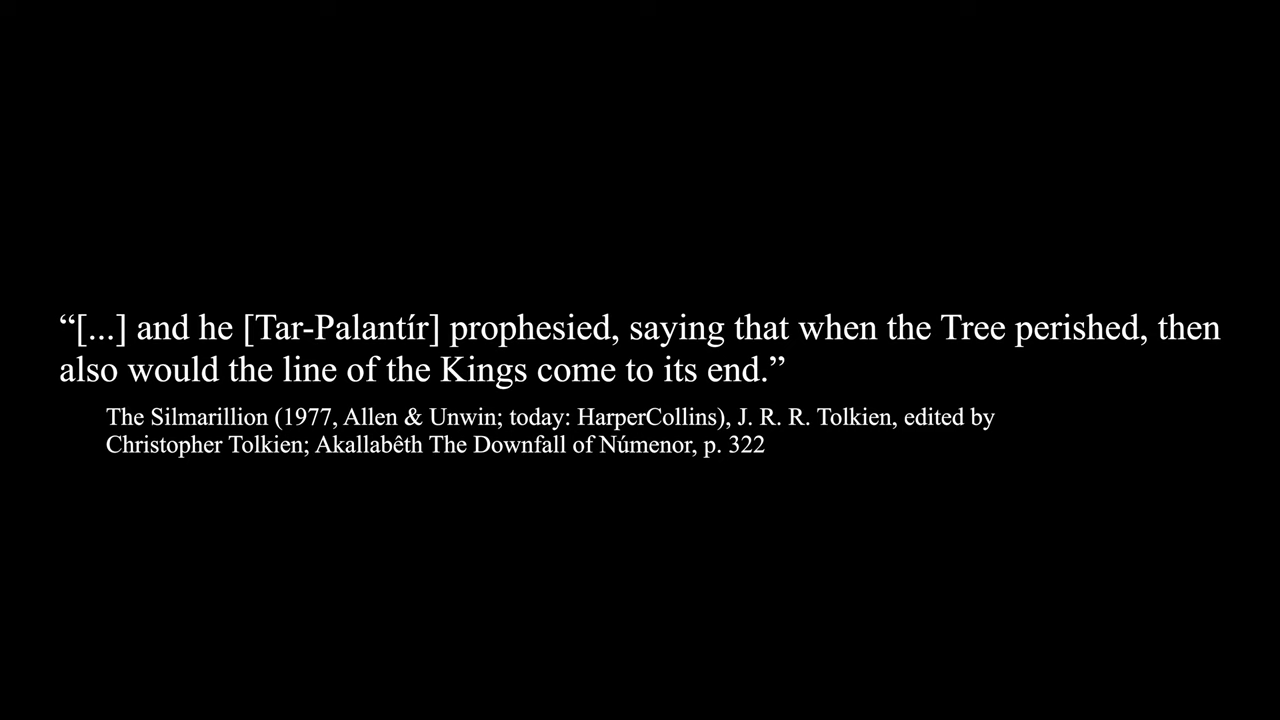 “[...] and he [Tar-Palantír] prophesied, saying that when the Tree perished, then
also would the line of the Kings come to its end.”
The Silmarillion (1977, Allen & Unwin; today: HarperCollins), J. R. R. Tolkien, edited by
Christopher Tolkien; Akallabêth The Downfall of Númenor, p. 322